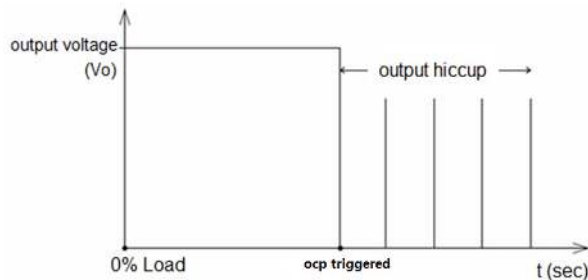 output voltage
(Vo)
output hiccup
0% Load
ocp triggered
t (sec)